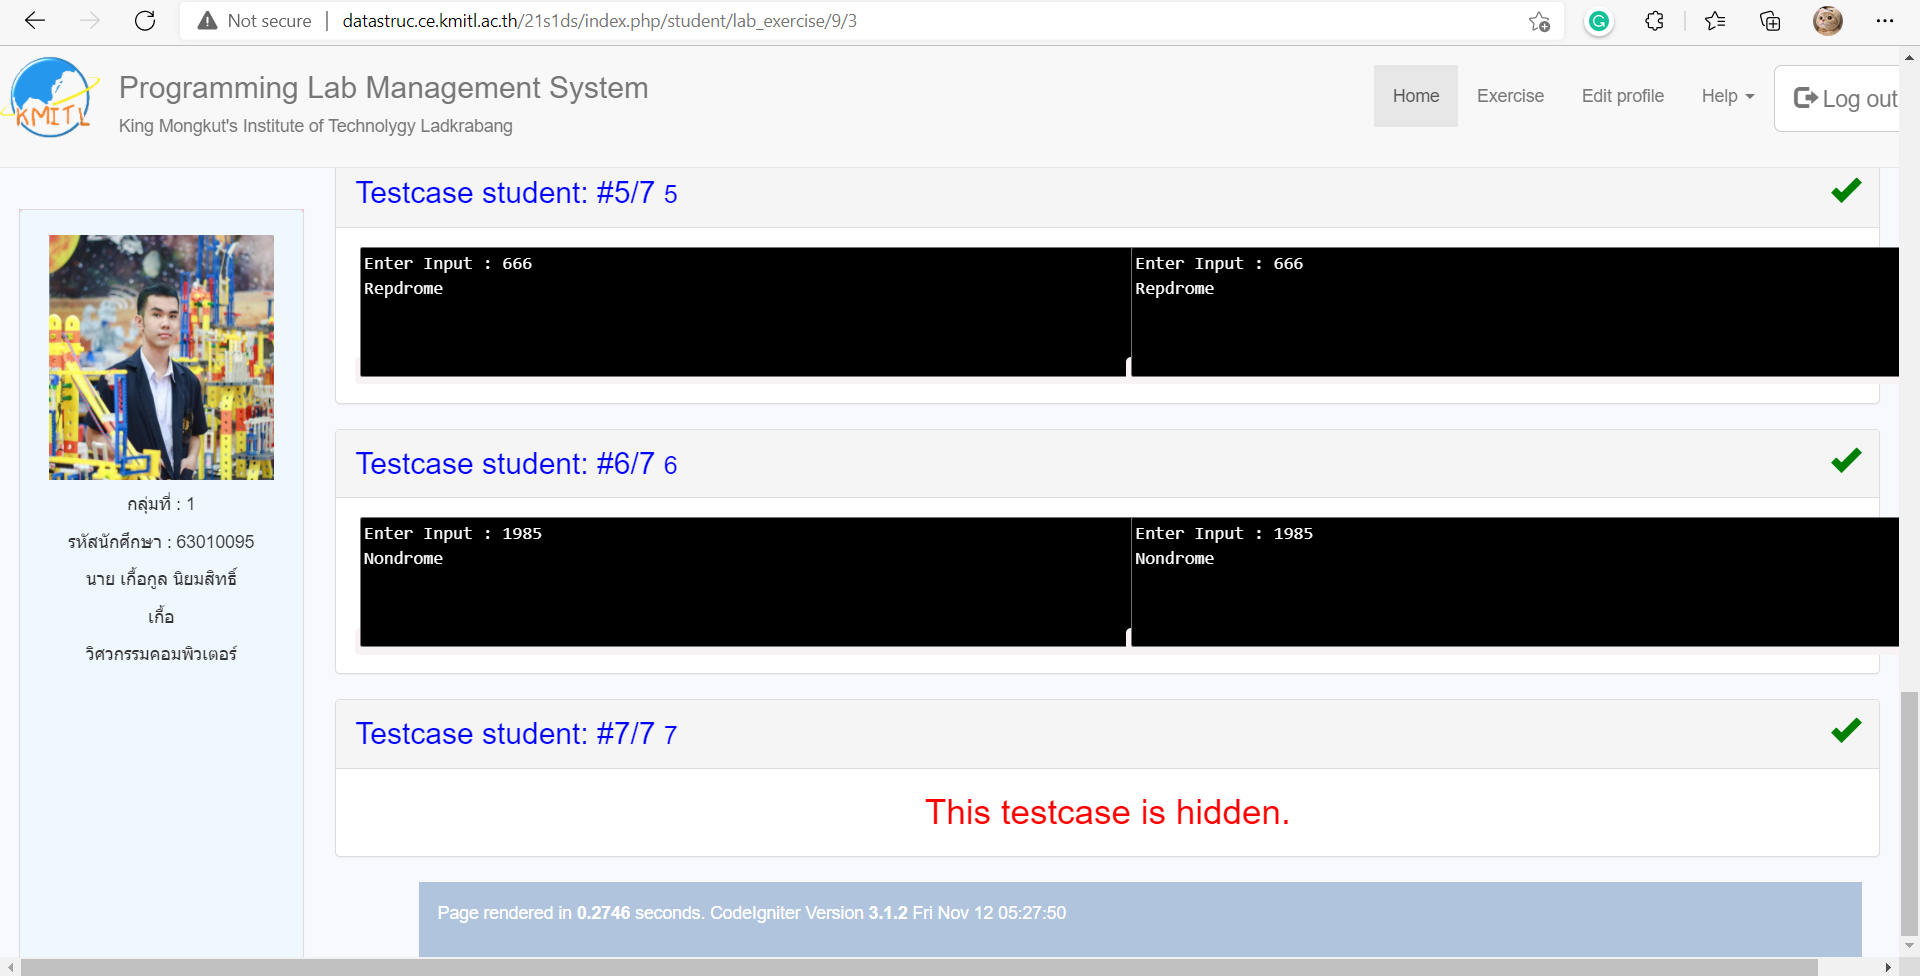 Not secure | datastruc.ce.kmitl.ac.th/21s1ds/index.php/student/lab_exercise/9/3
KMITL
Programming Lab Management System
King Mongkut's Institute of Technolygy Ladkrabang
Home Exercise Edit profile Help Log out
กลุ่มที่ : 1
รหัสนักศึกษา : 63010095
นาย เกื้อกูล นิยมสิทธิ์
เกื้อ
วิศวกรรมคอมพิวเตอร์
Testcase student: #5/7 5
Enter Input : 666
Repdrome
Enter Input : 666
Repdrome
Testcase student: #6/7 6
Enter Input : 1985
Nondrome
Enter Input : 1985
Nondrome
Testcase student: #7/7 7
This testcase is hidden.
Page rendered in 0.2746 seconds. CodeIgniter Version 3.1.2 Fri Nov 12 05:27:50